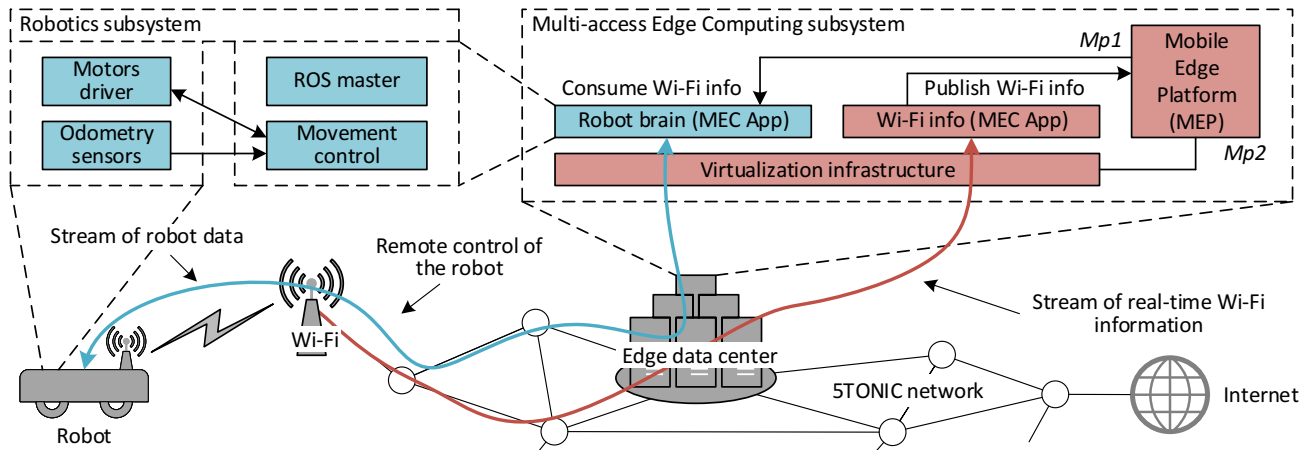 Robotics subsystem
Motors
driver
ROS master
Odometry
sensors
Movement
control
Multi-access Edge Computing subsystem
Mp1
Mobile
Edge
Platform
(MEP)
Consume Wi-Fi info
Publish Wi-Fi info
Robot brain (MEC App)
Wi-Fi info (MEC App)
Mp2
Virtualization infrastructure
Stream of robot data
Remote control of
the robot
Wi-Fi
Stream of real-time Wi-Fi
information
Edge data center
5TONIC network
Internet
Robot